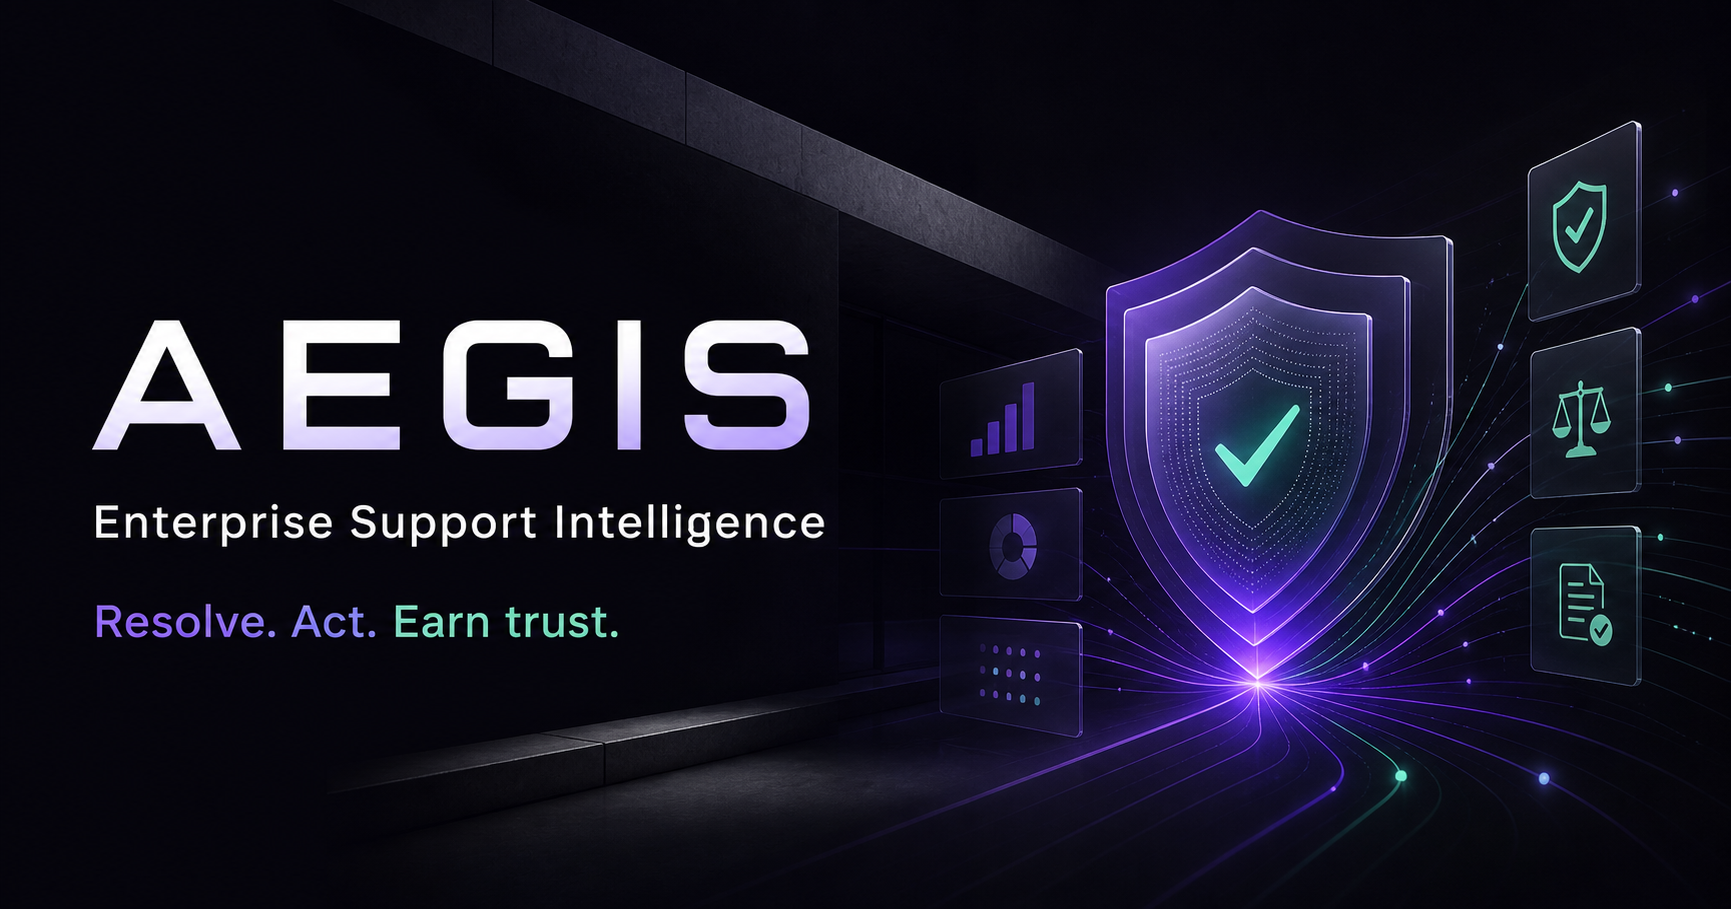 AEGIS
Enterprise Support Intelligence
Resolve. Act. Earn trust.